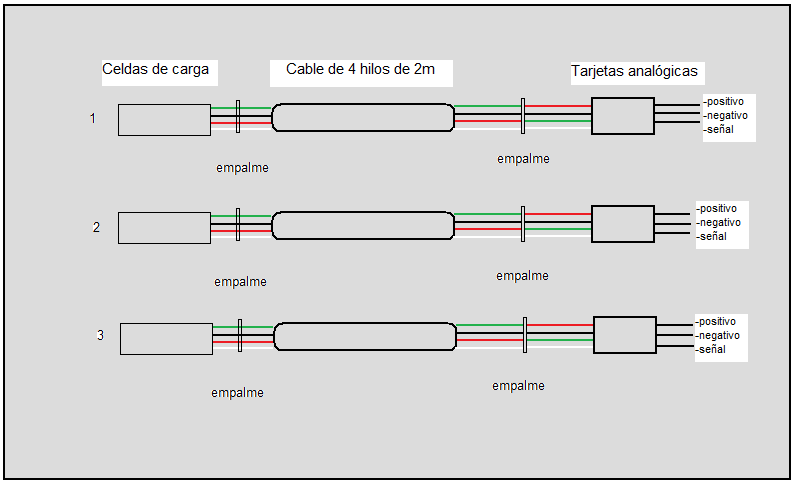 Celdas de carga
Cable de 4 hilos de 2m
Tarjetas analógicas
1
-positivo
-negativo
-señal
empalme
empalme
2
-positivo
-negativo
-señal
empalme
empalme
3
-positivo
-negativo
-señal
empalme
empalme